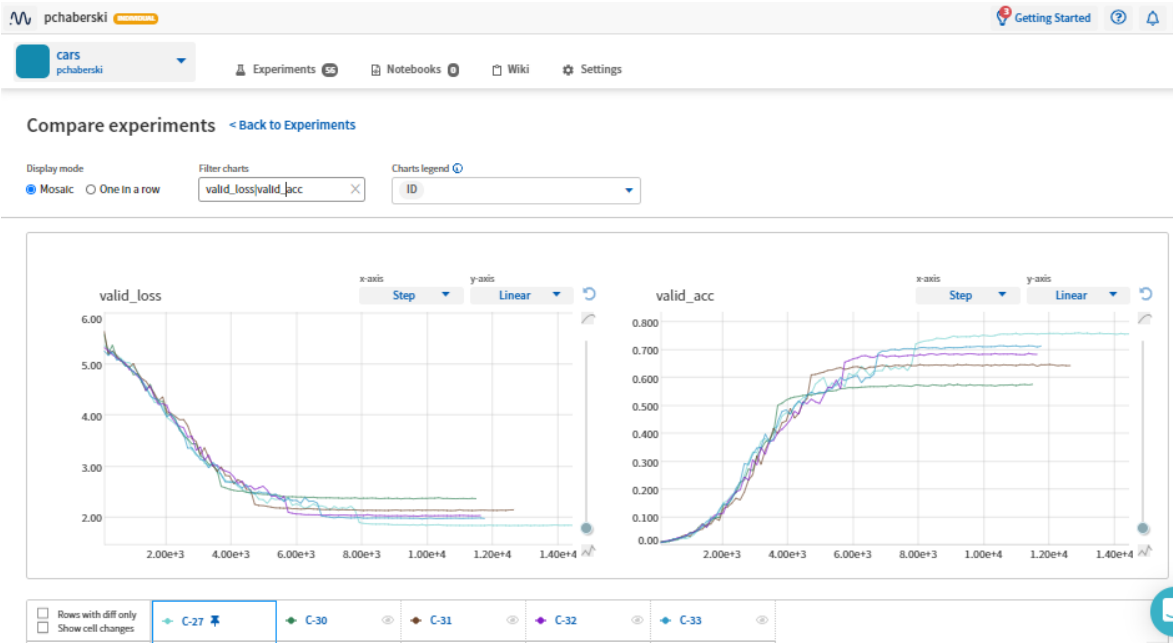 pchaberski INDIVIDUAL
3 Getting Started
cars
pchaberski
Experiments 56 Notebooks 0 Wiki Settings
Compare experiments < Back to Experiments
Display mode Filter charts Charts legend
Mosaic One in a row valid_loss|valid_acc ID
x-axis y-axis x-axis y-axis
valid_loss Step Linear valid_acc Step Linear
6.00
5.00
4.00
3.00
2.00
2.00e+3 4.00e+3 6.00e+3 8.00e+3 1.00e+4 1.20e+4 1.40e+4
0.800
0.700
0.600
0.500
0.400
0.300
0.200
0.100
0.00
2.00e+3 4.00e+3 6.00e+3 8.00e+3 1.00e+4 1.20e+4 1.40e+4
Rows with diff only
Show cell changes
C-27 C-30 C-31 C-32 C-33